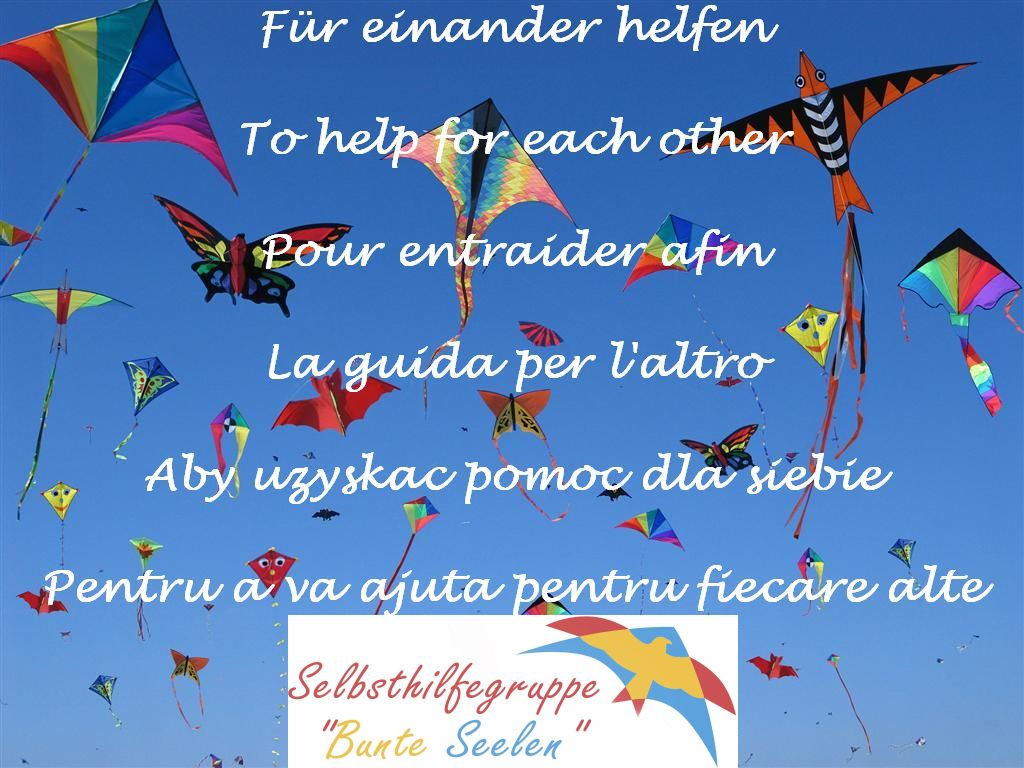 Für einander helfen
To help for each other
Pour entraider afin
La guida per l'altro
Aby uzyskac pomoc dla siebie
Pentru a va ajuta pentru fiecare alte
Selbsthilfegruppe
"Bunte Seelen"